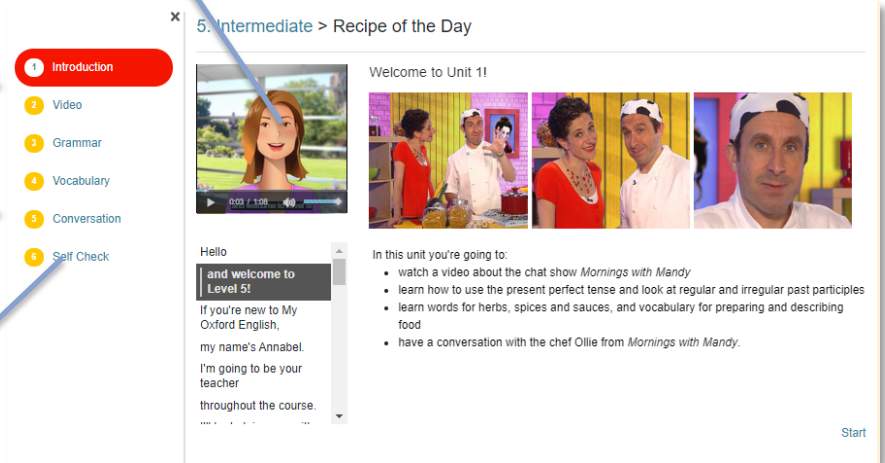 ×
5. Intermediate > Recipe of the Day
1 Introduction
2 Video
3 Grammar
4 Vocabulary
5 Conversation
6 Self Check
0:03 / 1:08
Welcome to Unit 1!
Hello
and welcome to
Level 5!
If you're new to My
Oxford English,
my name's Annabel.
I'm going to be your
teacher
throughout the course.
In this unit you're going to:
• watch a video about the chat show Mornings with Mandy
• learn how to use the present perfect tense and look at regular and irregular past participles
• learn words for herbs, spices and sauces, and vocabulary for preparing and describing
food
• have a conversation with the chef Ollie from Mornings with Mandy.
Start